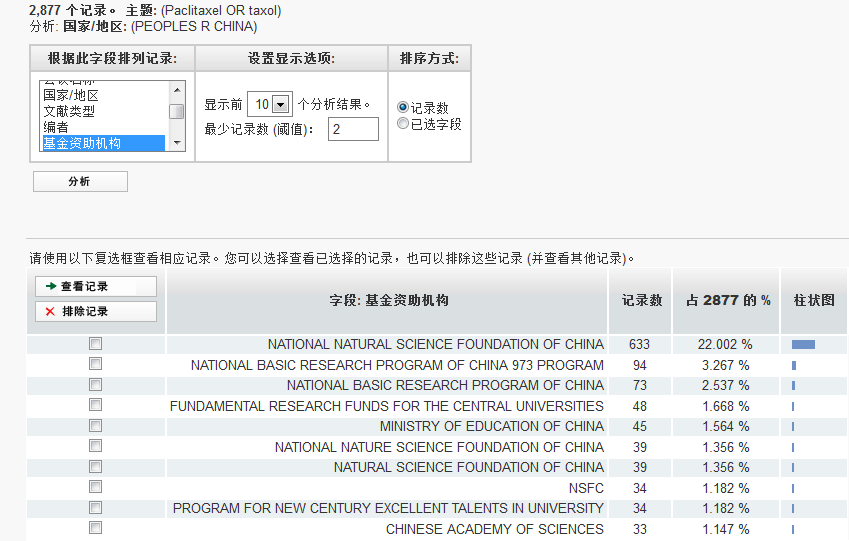 2,877 个记录。 主题: (Paclitaxel OR taxol)
分析: 国家/地区: (PEOPLES R CHINA)
根据此字段排列记录: 设置显示选项: 排序方式:
会议名称
国家/地区
文献类型
编者
基金资助机构
显示前 10 个分析结果。
最少记录数 (阈值): 2
记录数
已选字段
分析
请使用以下复选框查看相应记录。您可以选择查看已选择的记录，也可以排除这些记录 (并查看其他记录)。
查看记录
排除记录
字段: 基金资助机构 记录数 占 2877 的 % 柱状图
NATIONAL NATURAL SCIENCE FOUNDATION OF CHINA 633 22.002 %
NATIONAL BASIC RESEARCH PROGRAM OF CHINA 973 PROGRAM 94 3.267 %
NATIONAL BASIC RESEARCH PROGRAM OF CHINA 73 2.537 %
FUNDAMENTAL RESEARCH FUNDS FOR THE CENTRAL UNIVERSITIES 48 1.668 %
MINISTRY OF EDUCATION OF CHINA 45 1.564 %
NATIONAL NATURE SCIENCE FOUNDATION OF CHINA 39 1.356 %
NATURAL SCIENCE FOUNDATION OF CHINA 39 1.356 %
NSFC 34 1.182 %
PROGRAM FOR NEW CENTURY EXCELLENT TALENTS IN UNIVERSITY 34 1.182 %
CHINESE ACADEMY OF SCIENCES 33 1.147 %